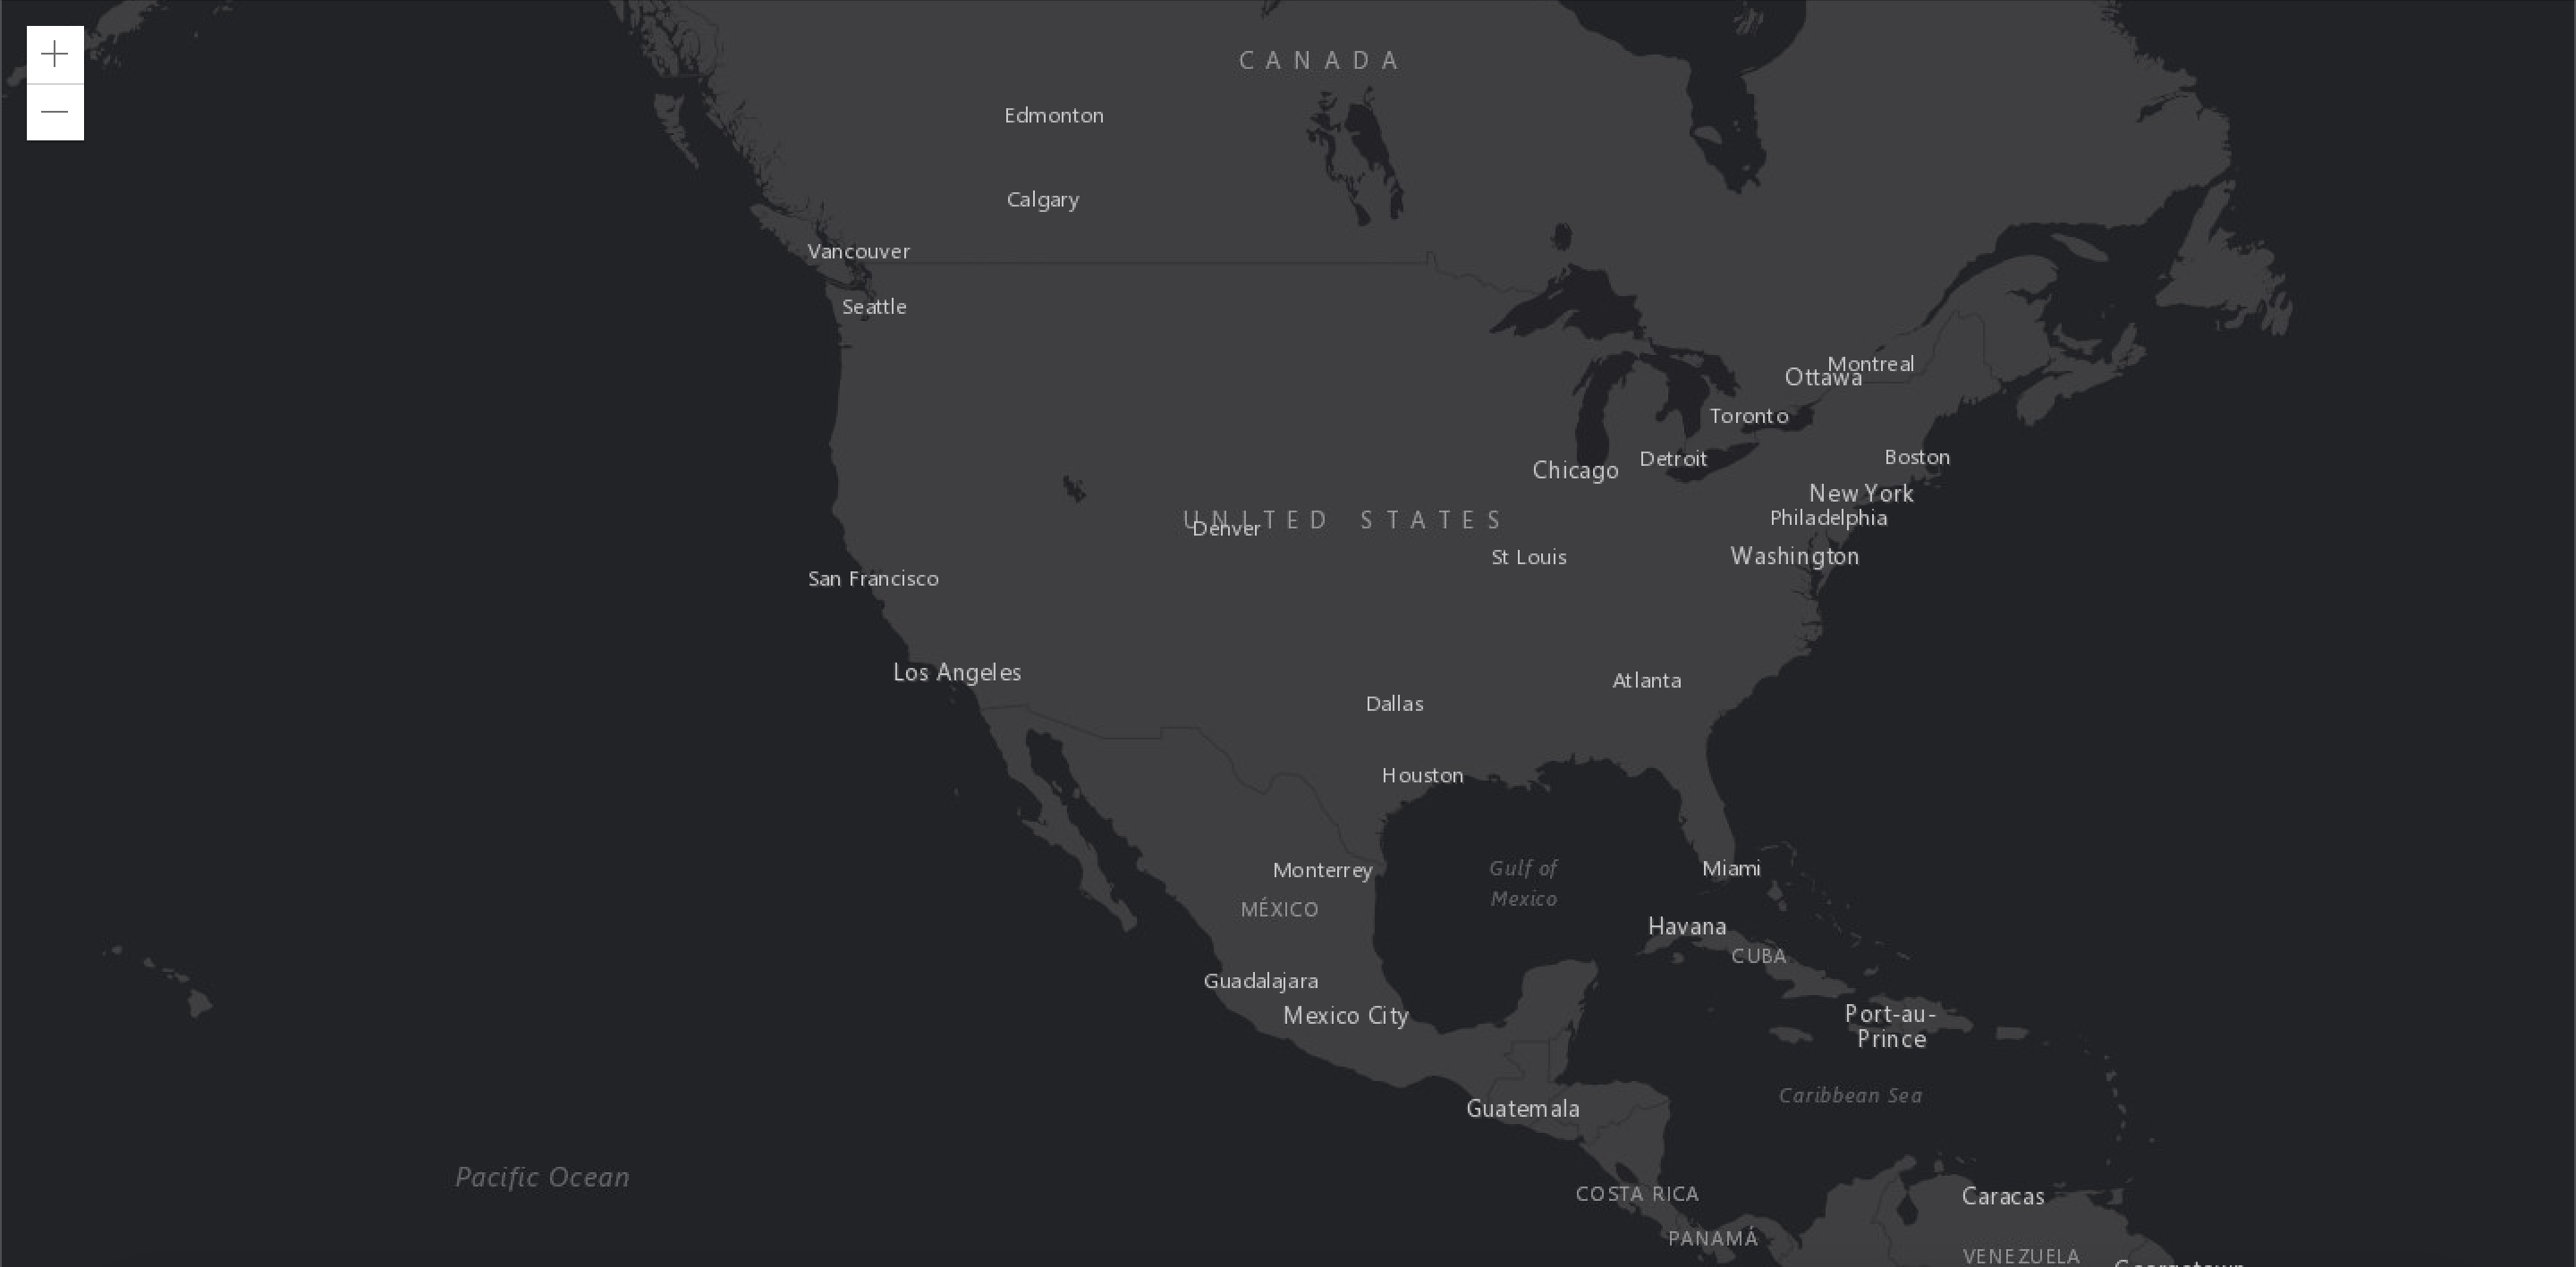 CANADA
Edmonton
Calgary
Vancouver
Seattle
Montreal
Ottawa
Toronto
Boston
Detroit
Chicago
New York
UNITED STATES
Philadelphia
Denver
Washington
St Louis
San Francisco
Los Angeles
Atlanta
Dallas
Houston
Monterrey
Gulf of
Mexico
Miami
MÉXICO
Havana
CUBA
Guadalajara
Mexico City
Port-au-
Prince
Caribbean Sea
Guatemala
Pacific Ocean
COSTA RICA
Caracas
PANAMÁ
VENEZUELA